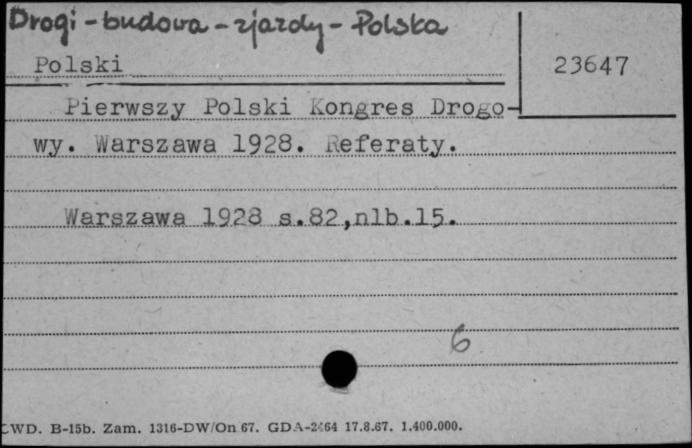 Drogi - budowa - zjazdy - Polska
Polski
23647
Pierwszy Polski Kongres Drogo-
wy. Warszawa 1928. Referaty.
Warszawa 1928 s.82,nlb.15.
6
CWD. B-15b. Zam. 1316-DW/On 67. GDA-2464 17.8.67. 1.400.000.